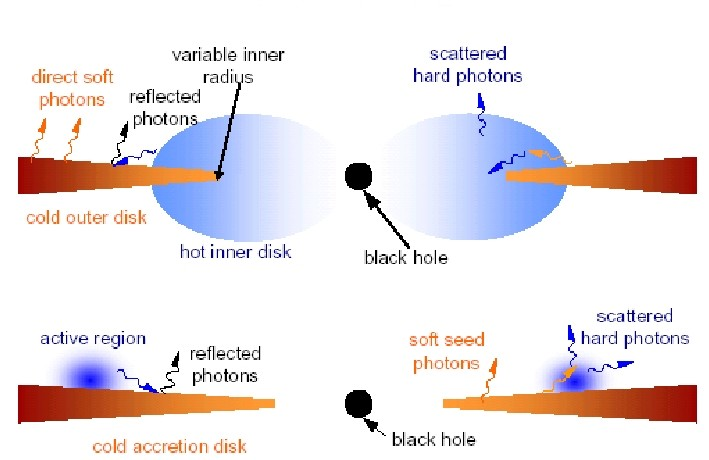 variable inner
radius
scattered
hard photons
direct soft
photons
reflected
photons
cold outer disk
hot inner disk
black hole
active region
reflected
photons
soft seed
photons
scattered
hard photons
cold accretion disk
black hole